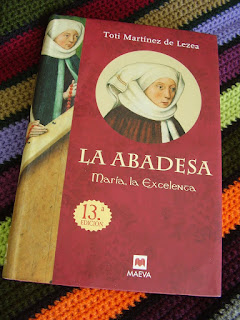 Toti Martínez de Lezea
LA ABADESA
María, la Excelenta
13.ª
EDICIÓN
MAEVA